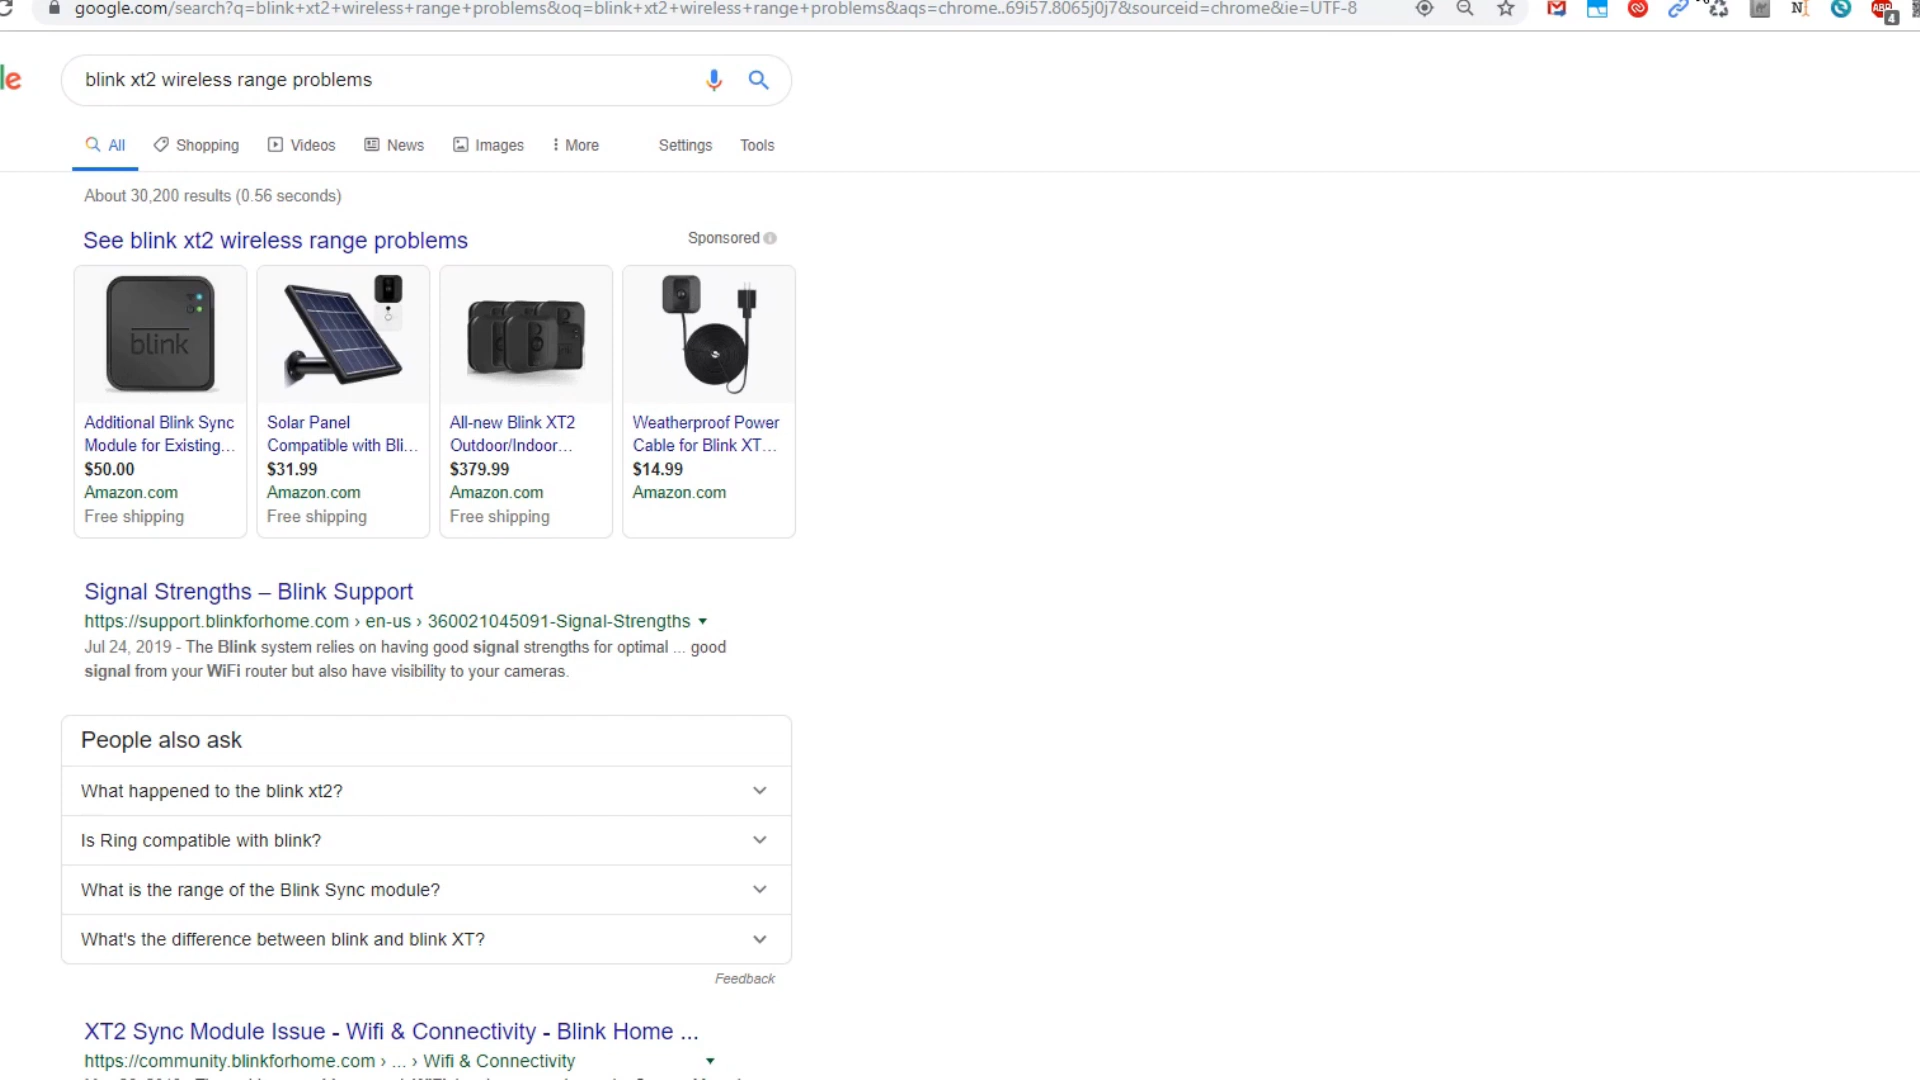 google.com/search?q=blink+xt2+wireless+range+problems&oq=blink+xt2+wireless+range+problems&aqs=chrome..69i57.8065j0j7&sourceid=chrome&ie=UTF-8
le
blink xt2 wireless range problems
All Shopping Videos News Images More Settings Tools
About 30,200 results (0.56 seconds)
See blink xt2 wireless range problems
Sponsored
blink
Additional Blink Sync
Module for Existing...
$50.00
Amazon.com
Free shipping
Solar Panel
Compatible with Bli...
$31.99
Amazon.com
Free shipping
All-new Blink XT2
Outdoor/Indoor...
$379.99
Amazon.com
Free shipping
Weatherproof Power
Cable for Blink XT...
$14.99
Amazon.com
Signal Strengths – Blink Support
https://support.blinkforhome.com › en-us › 360021045091-Signal-Strengths
Jul 24, 2019 - The Blink system relies on having good signal strengths for optimal ... good
signal from your WiFi router but also have visibility to your cameras.
People also ask
What happened to the blink xt2?
Is Ring compatible with blink?
What is the range of the Blink Sync module?
What's the difference between blink and blink XT?
Feedback
XT2 Sync Module Issue - Wifi & Connectivity - Blink Home ...
https://community.blinkforhome.com › ... › Wifi & Connectivity